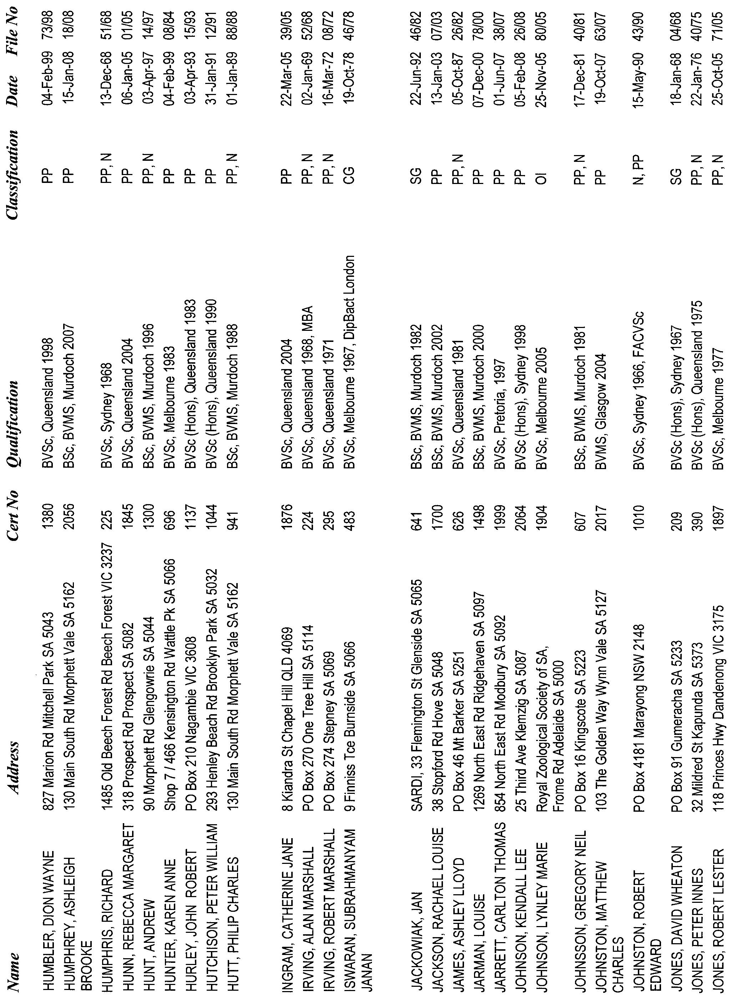 Name Address Cert No Qualification Classification Date File No
HUMBLER, DION WAYNE 827 Marion Rd Mitchell Park SA 5043 1380 BVSc, Queensland 1998 PP 04-Feb-99 73/98
HUMPHREY, ASHLEIGH 130 Main South Rd Morphett Vale SA 5162 2056 BSc, BVMS, Murdoch 2007 PP 15-Jan-08 18/08
BROOKE
HUMPHRIS, RICHARD 1485 Old Beech Forest Rd Beech Forest VIC 3237 225 BVSc, Sydney 1968 PP, N 13-Dec-68 51/68
HUNN, REBECCA MARGARET 318 Prospect Rd Prospect SA 5082 1845 BVSc, Queensland 2004 PP 06-Jan-05 01/05
HUNT, ANDREW 90 Morphett Rd Glengowrie SA 5044 1300 BSc, BVMS, Murdoch 1996 PP, N 03-Apr-97 14/97
HUNTER, KAREN ANNE Shop 7 / 466 Kensington Rd Wattle Pk SA 5066 696 BVSc, Melbourne 1983 PP 04-Feb-99 08/84
HURLEY, JOHN ROBERT PO Box 210 Nagambie VIC 3608 1137 BVSc (Hons), Queensland 1983 PP 03-Apr-93 15/93
HUTCHISON, PETER WILLIAM 293 Henley Beach Rd Brooklyn Park SA 5032 1044 BVSc (Hons), Queensland 1990 PP 31-Jan-91 12/91
HUTT, PHILIP CHARLES 130 Main South Rd Morphett Vale SA 5162 941 BSc, BVMS, Murdoch 1988 PP, N 01-Jan-89 88/88
INGRAM, CATHERINE JANE 8 Kiandra St Chapel Hill QLD 4069 1876 BVSc, Queensland 2004 PP 22-Mar-05 39/05
IRVING, ALAN MARSHALL PO Box 270 One Tree Hill SA 5114 224 BVSc, Queensland 1968, MBA PP, N 02-Jan-69 52/68
IRVING, ROBERT MARSHALL PO Box 274 Stepney SA 5069 295 BVSc, Queensland 1971 PP, N 16-Mar-72 08/72
ISWARAN, SUBRAHMANYAM 9 Finniss Tce Burnside SA 5066 483 BVSc, Melbourne 1967, DipBact London CG 19-Oct-78 46/78
JANAN
JACKOWIAK, JAN SARDI, 33 Flemington St Glenside SA 5065 641 BSc, BVMS, Murdoch 1982 SG 22-Jun-92 46/82
JACKSON, RACHAEL LOUISE 38 Stopford Rd Hove SA 5048 1700 BSc, BVMS, Murdoch 2002 PP 13-Jan-03 07/03
JAMES, ASHLEY LLOYD PO Box 46 Mt Barker SA 5251 626 BVSc, Queensland 1981 PP, N 05-Oct-87 26/82
JARMAN, LOUISE 1269 North East Rd Ridgehaven SA 5097 1498 BSc, BVMS, Murdoch 2000 PP 07-Dec-00 78/00
JARRETT, CARLTON THOMAS 854 North East Rd Modbury SA 5092 1999 BVSc, Pretoria, 1997 PP 01-Jun-07 38/07
JOHNSON, KENDALL LEE 25 Third Ave Klemzig SA 5087 2064 BVSc (Hons), Sydney 1998 PP 05-Feb-08 26/08
JOHNSON, LYNLEY MARIE Royal Zoological Society of SA, 1904 BVSc, Melbourne 2005 OI 25-Nov-05 80/05
Frome Rd Adelaide SA 5000
JOHNSSON, GREGORY NEIL PO Box 16 Kingscote SA 5223 607 BSc, BVMS, Murdoch 1981 PP, N 17-Dec-81 40/81
JOHNSTON, MATTHEW 103 The Golden Way Wynn Vale SA 5127 2017 BVMS, Glasgow 2004 PP 19-Oct-07 63/07
CHARLES
JOHNSTON, ROBERT PO Box 4181 Marayong NSW 2148 1010 BVSc, Sydney 1966, FACVSc N, PP 15-May-90 43/90
EDWARD
JONES, DAVID WHEATON PO Box 91 Gumeracha SA 5233 209 BVSc (Hons), Sydney 1967 SG 18-Jan-68 04/68
JONES, PETER INNES 32 Mildred St Kapunda SA 5373 390 BVSc (Hons), Queensland 1975 PP, N 22-Jan-76 40/75
JONES, ROBERT LESTER 118 Princes Hwy Dandenong VIC 3175 1897 BVSc, Melbourne 1977 PP, N 25-Oct-05 71/05